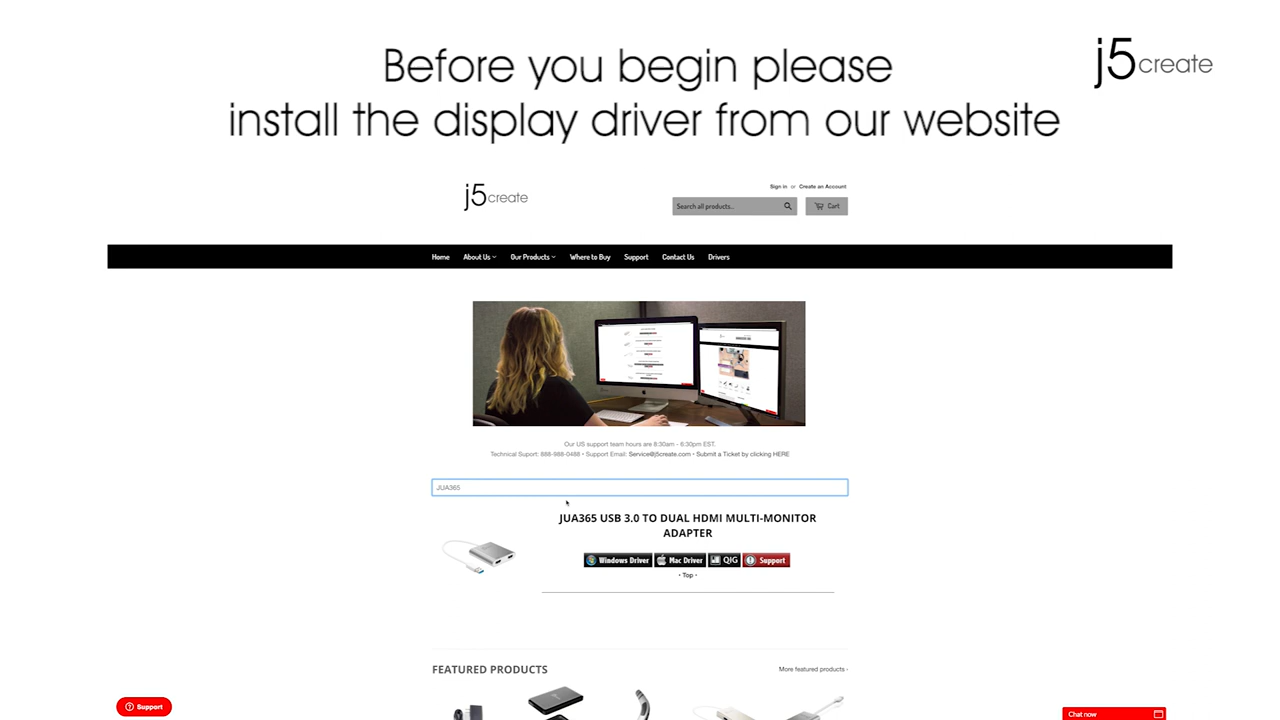 Before you begin please
install the display driver from our website
j5create
j5create
Sign in or Create an Account
Search all products...
Cart
Home About Us Our Products Where to Buy Support Contact Us Drivers
Our US support team hours are 8:30am - 6:30pm EST.
Technical Suport: 888-988-0488 • Support Email: Service@j5create.com • Submit a Ticket by clicking HERE
JUA365
JUA365 USB 3.0 TO DUAL HDMI MULTI-MONITOR
ADAPTER
Windows Driver Mac Driver QIG Support
• Top •
FEATURED PRODUCTS
More featured products ›
Support
Chat now